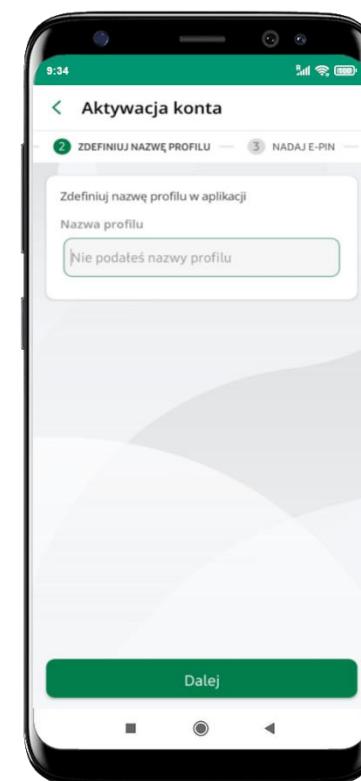 9:34
Aktywacja konta
2 ZDEFINIUJ NAZWĘ PROFILU 3 NADAJ E-PIN
Zdefiniuj nazwę profilu w aplikacji
Nazwa profilu
Nie podałeś nazwy profilu
Dalej